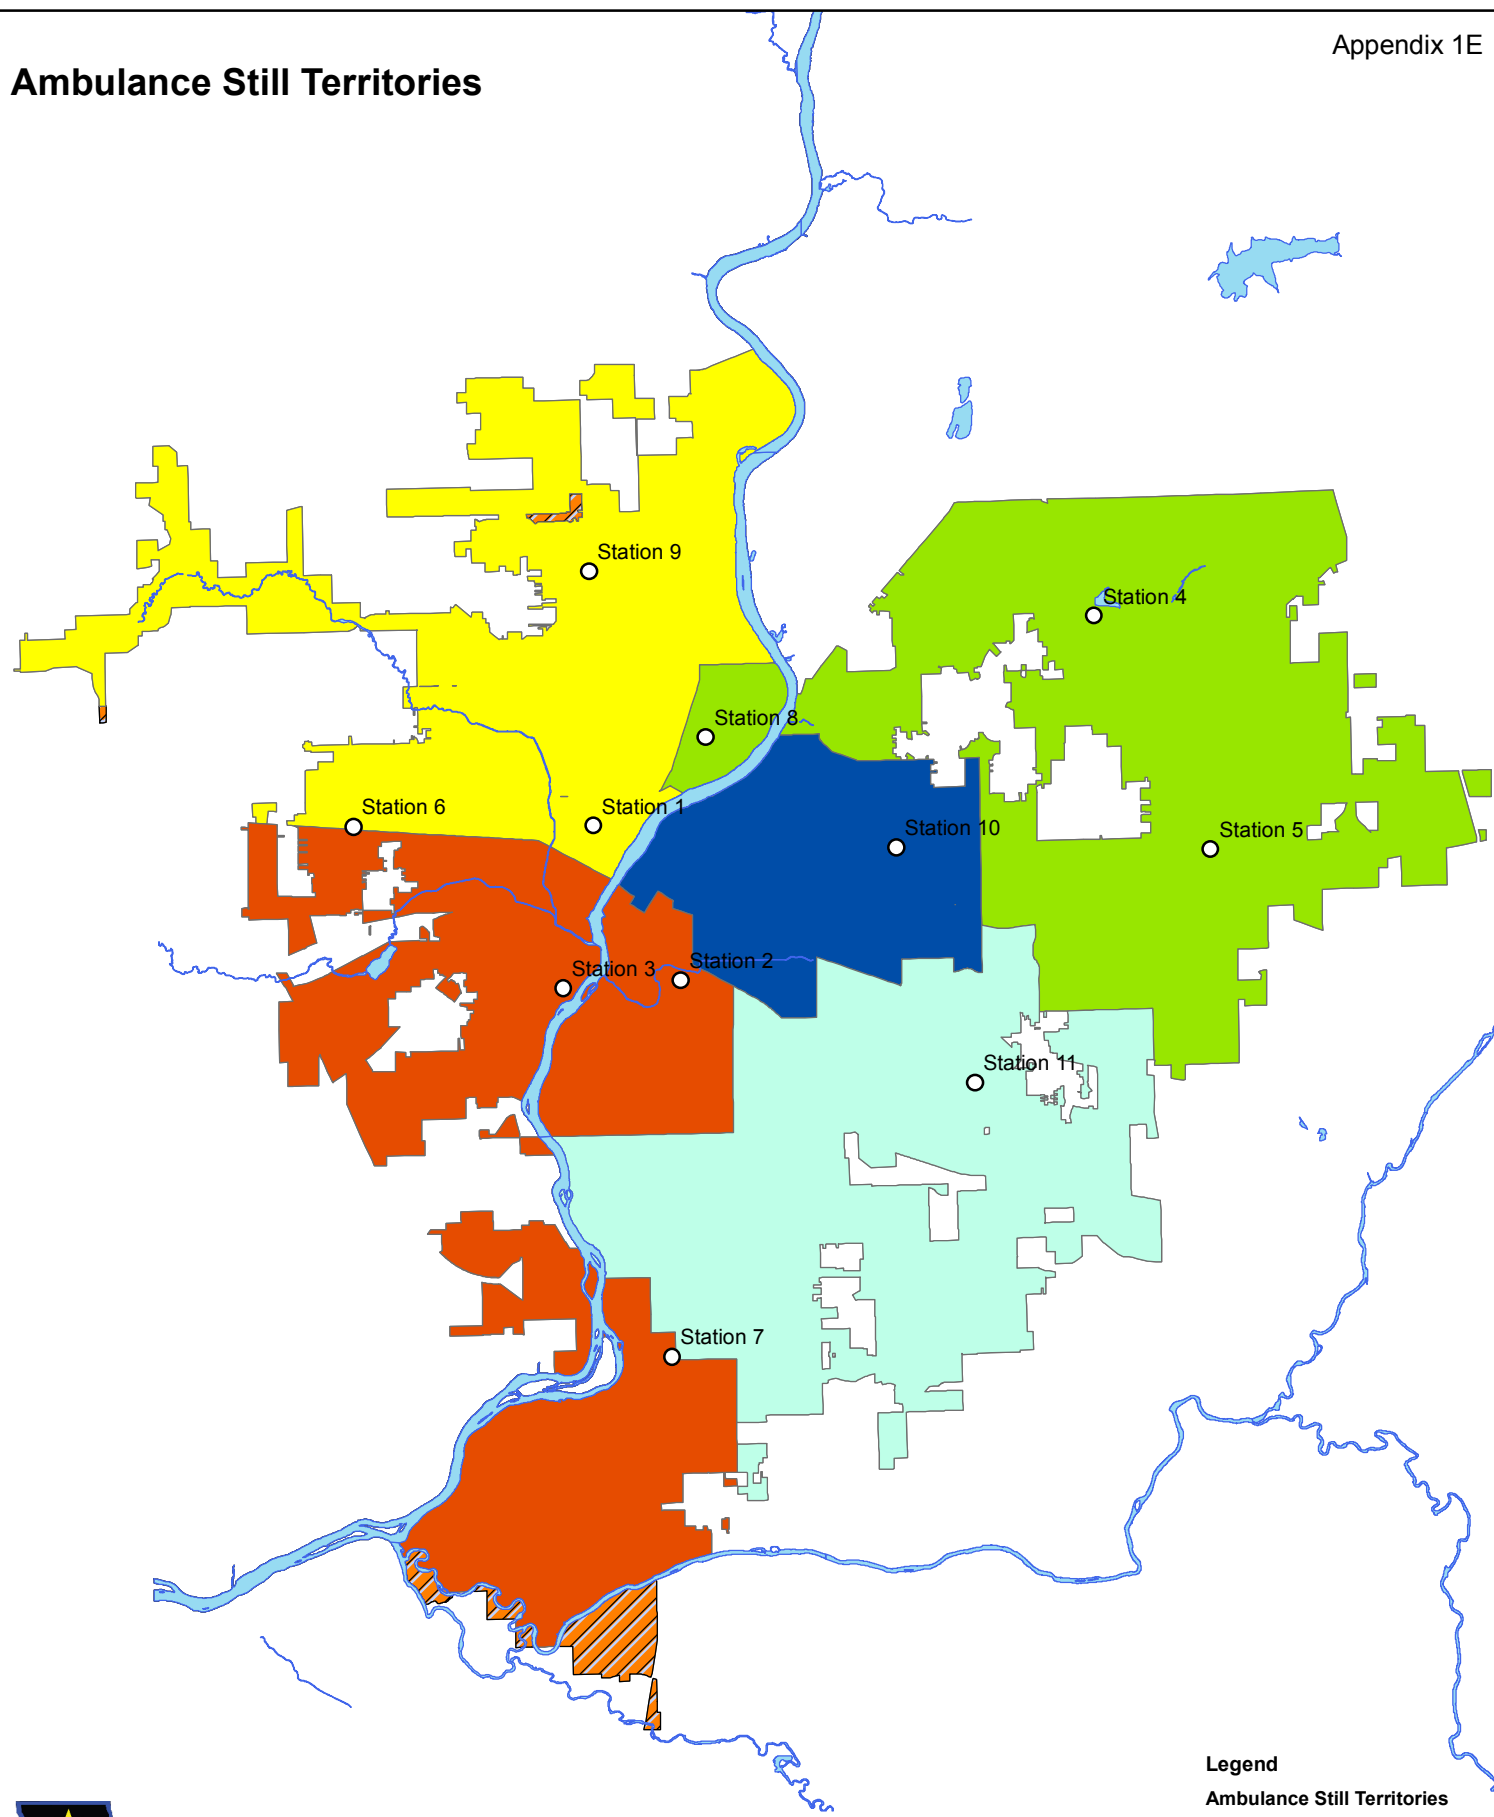 Appendix 1E
Ambulance Still Territories
Station 9
Station 4
Station 8
Station 6
Station 1
Station 10
Station 5
Station 3
Station 2
Station 11
Station 7
Legend
Ambulance Still Territories